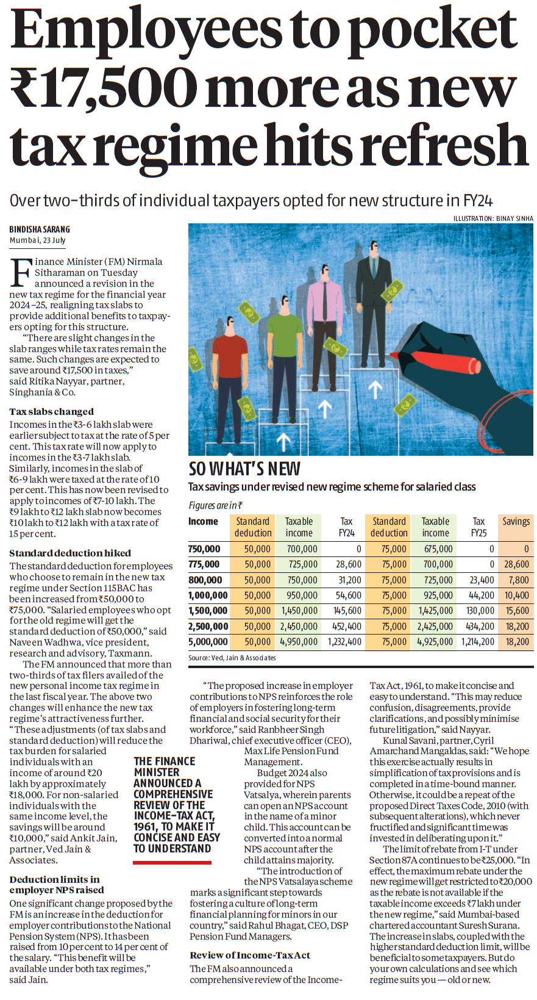 Employees to pocket
₹17,500 more as new
tax regime hits refresh
Over two-thirds of individual taxpayers opted for new structure in FY24
ILLUSTRATION: BINAY SINHA
BINDISHA SARANG
Mumbai, 23 July
Finance Minister (FM) Nirmala
Sitharaman on Tuesday
announced a revision in the
new tax regime for the financial year
2024–25, realigning tax slabs to
provide additional benefits to taxpay-
ers opting for this structure.
“There are slight changes in the
slab ranges while tax rates remain the
same. Such changes are expected to
save around ₹17,500 in taxes,”
said Ritika Nayyar, partner,
Singhania & Co.
Tax slabs changed
Incomes in the ₹3-6 lakh slab were
earlier subject to tax at the rate of 5 per
cent. This tax rate will now apply to
incomes in the ₹3-7 lakh slab.
Similarly, incomes in the slab of
₹6-9 lakh were taxed at the rate of 10
per cent. This has now been revised to
apply to incomes of ₹7-10 lakh. The
₹9 lakh to ₹12 lakh slab now becomes
₹10 lakh to ₹12 lakh with a tax rate of
15 per cent.
Standard deduction hiked
The standard deduction for employees
who choose to remain in the new tax
regime under Section 115BAC has
been increased from ₹50,000 to
₹75,000. “Salaried employees who opt
for the old regime will get the
standard deduction of ₹50,000,” said
Naveen Wadhwa, vice president,
research and advisory, Taxmann.
The FM announced that more than
two-thirds of tax filers availed of the
new personal income tax regime in
the last fiscal year. The above two
changes will enhance the new tax
regime’s attractiveness further.
“These adjustments (of tax slabs and
standard deduction) will reduce the
tax burden for salaried
individuals with an
income of around ₹20
lakh by approximately
₹18,000. For non-salaried
individuals with the
same income level, the
savings will be around
₹10,000,” said Ankit Jain,
partner, Ved Jain &
Associates.
Deduction limits in
employer NPS raised
One significant change proposed by the
FM is an increase in the deduction for
employer contributions to the National
Pension System (NPS). It has been
raised from 10 per cent to 14 per cent of
the salary. “This benefit will be
available under both tax regimes,”
said Jain.
SO WHAT’S NEW
Tax savings under revised new regime scheme for salaried class
Figures are in ₹
Income Standard deduction Taxable income Tax FY24 Standard deduction Taxable income Tax FY25 Savings
750,000 50,000 700,000 0 75,000 675,000 0 0
775,000 50,000 725,000 28,600 75,000 700,000 0 28,600
800,000 50,000 750,000 31,200 75,000 725,000 23,400 7,800
1,000,000 50,000 950,000 54,600 75,000 925,000 44,200 10,400
1,500,000 50,000 1,450,000 145,600 75,000 1,425,000 130,000 15,600
2,500,000 50,000 2,450,000 452,400 75,000 2,425,000 434,200 18,200
5,000,000 50,000 4,950,000 1,232,400 75,000 4,925,000 1,214,200 18,200
Source: Ved, Jain & Associates
“The proposed increase in employer
contributions to NPS reinforces the role
of employers in fostering long-term
financial and social security for their
workforce,” said Ranbheer Singh
Dhariwal, chief executive officer (CEO),
Max Life Pension Fund
Management.
Budget 2024 also
provided for NPS
Vatsalya, wherein parents
can open an NPS account
in the name of a minor
child. This account can be
converted into a normal
NPS account after the
child attains majority.
“The introduction of
the NPS Vatsalaya scheme
marks a significant step towards
fostering a culture of long-term
financial planning for minors in our
country,” said Rahul Bhagat, CEO, DSP
Pension Fund Managers.
THE FINANCE
MINISTER
ANNOUNCED A
COMPREHENSIVE
REVIEW OF THE
INCOME-TAX ACT,
1961, TO MAKE IT
CONCISE AND EASY
TO UNDERSTAND
Review of Income-Tax Act
The FM also announced a
comprehensive review of the Income-
Tax Act, 1961, to make it concise and
easy to understand. “This may reduce
confusion, disagreements, provide
clarifications, and possibly minimise
future litigation,” said Nayyar.
Kunal Savani, partner, Cyril
Amarchand Mangaldas, said: “We hope
this exercise actually results in
simplification of tax provisions and is
completed in a time-bound manner.
Otherwise, it could be a repeat of the
proposed Direct Taxes Code, 2010 (with
subsequent alterations), which never
fructified and significant time was
invested in deliberating upon it.”
The limit of rebate from I-T under
Section 87A continues to be ₹25,000. “In
effect, the maximum rebate under the
new regime will get restricted to ₹20,000
as the rebate is not available if the
taxable income exceeds ₹7 lakh under
the new regime,” said Mumbai-based
chartered accountant Suresh Surana.
The increase in slabs, coupled with the
higher standard deduction limit, will be
beneficial to some taxpayers. But do
your own calculations and see which
regime suits you — old or new.